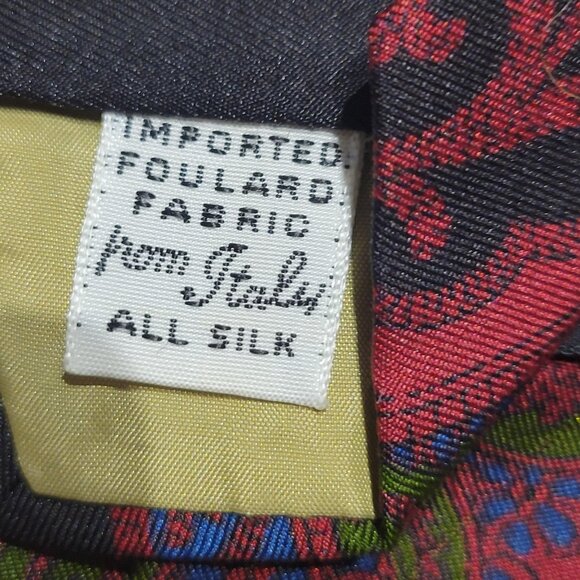 IMPORTED
FOULARD
FABRIC
from Italy
ALL SILK